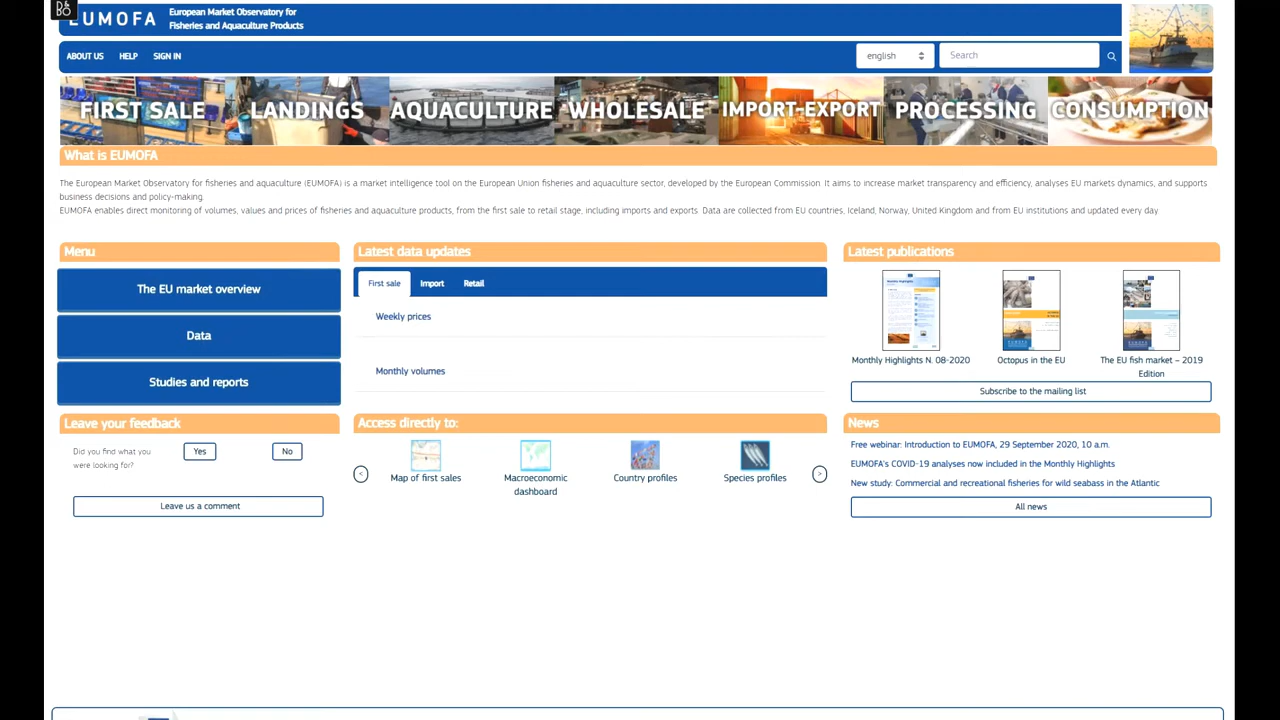 B&O
EUMOFA
European Market Observatory for
Fisheries and Aquaculture Products
ABOUT US HELP SIGN IN
english Search
FIRST SALE LANDINGS AQUACULTURE WHOLESALE IMPORT-EXPORT PROCESSING CONSUMPTION
What is EUMOFA
The European Market Observatory for fisheries and aquaculture (EUMOFA) is a market intelligence tool on the European Union fisheries and aquaculture sector, developed by the European Commission. It aims to increase market transparency and efficiency, analyses EU markets dynamics, and supports
business decisions and policy-making.
EUMOFA enables direct monitoring of volumes, values and prices of fisheries and aquaculture products, from the first sale to retail stage, including imports and exports. Data are collected from EU countries, Iceland, Norway, United Kingdom and from EU institutions and updated every day.
Menu
The EU market overview
Data
Studies and reports
Latest data updates
First sale Import Retail
Weekly prices
Monthly volumes
Latest publications
Monthly Highlights N. 08-2020
Octopus in the EU
The EU fish market – 2019
Edition
Subscribe to the mailing list
Leave your feedback
Did you find what you
were looking for?
Yes No
Leave us a comment
Access directly to:
< Map of first sales
Macroeconomic
dashboard
Country profiles
Species profiles >
News
Free webinar: Introduction to EUMOFA, 29 September 2020, 10 a.m.
EUMOFA's COVID-19 analyses now included in the Monthly Highlights
New study: Commercial and recreational fisheries for wild seabass in the Atlantic
All news